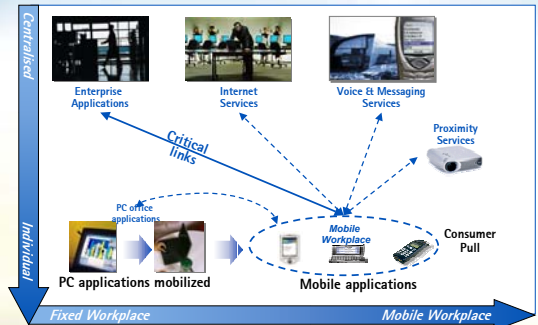 Centralised
Enterprise
Applications
Internet
Services
Voice & Messaging
Services
Proximity
Services
Critical
links
PC office
applications
Mobile
Workplace
Consumer
Pull
Individual
PC applications mobilized
Mobile applications
Fixed Workplace
Mobile Workplace